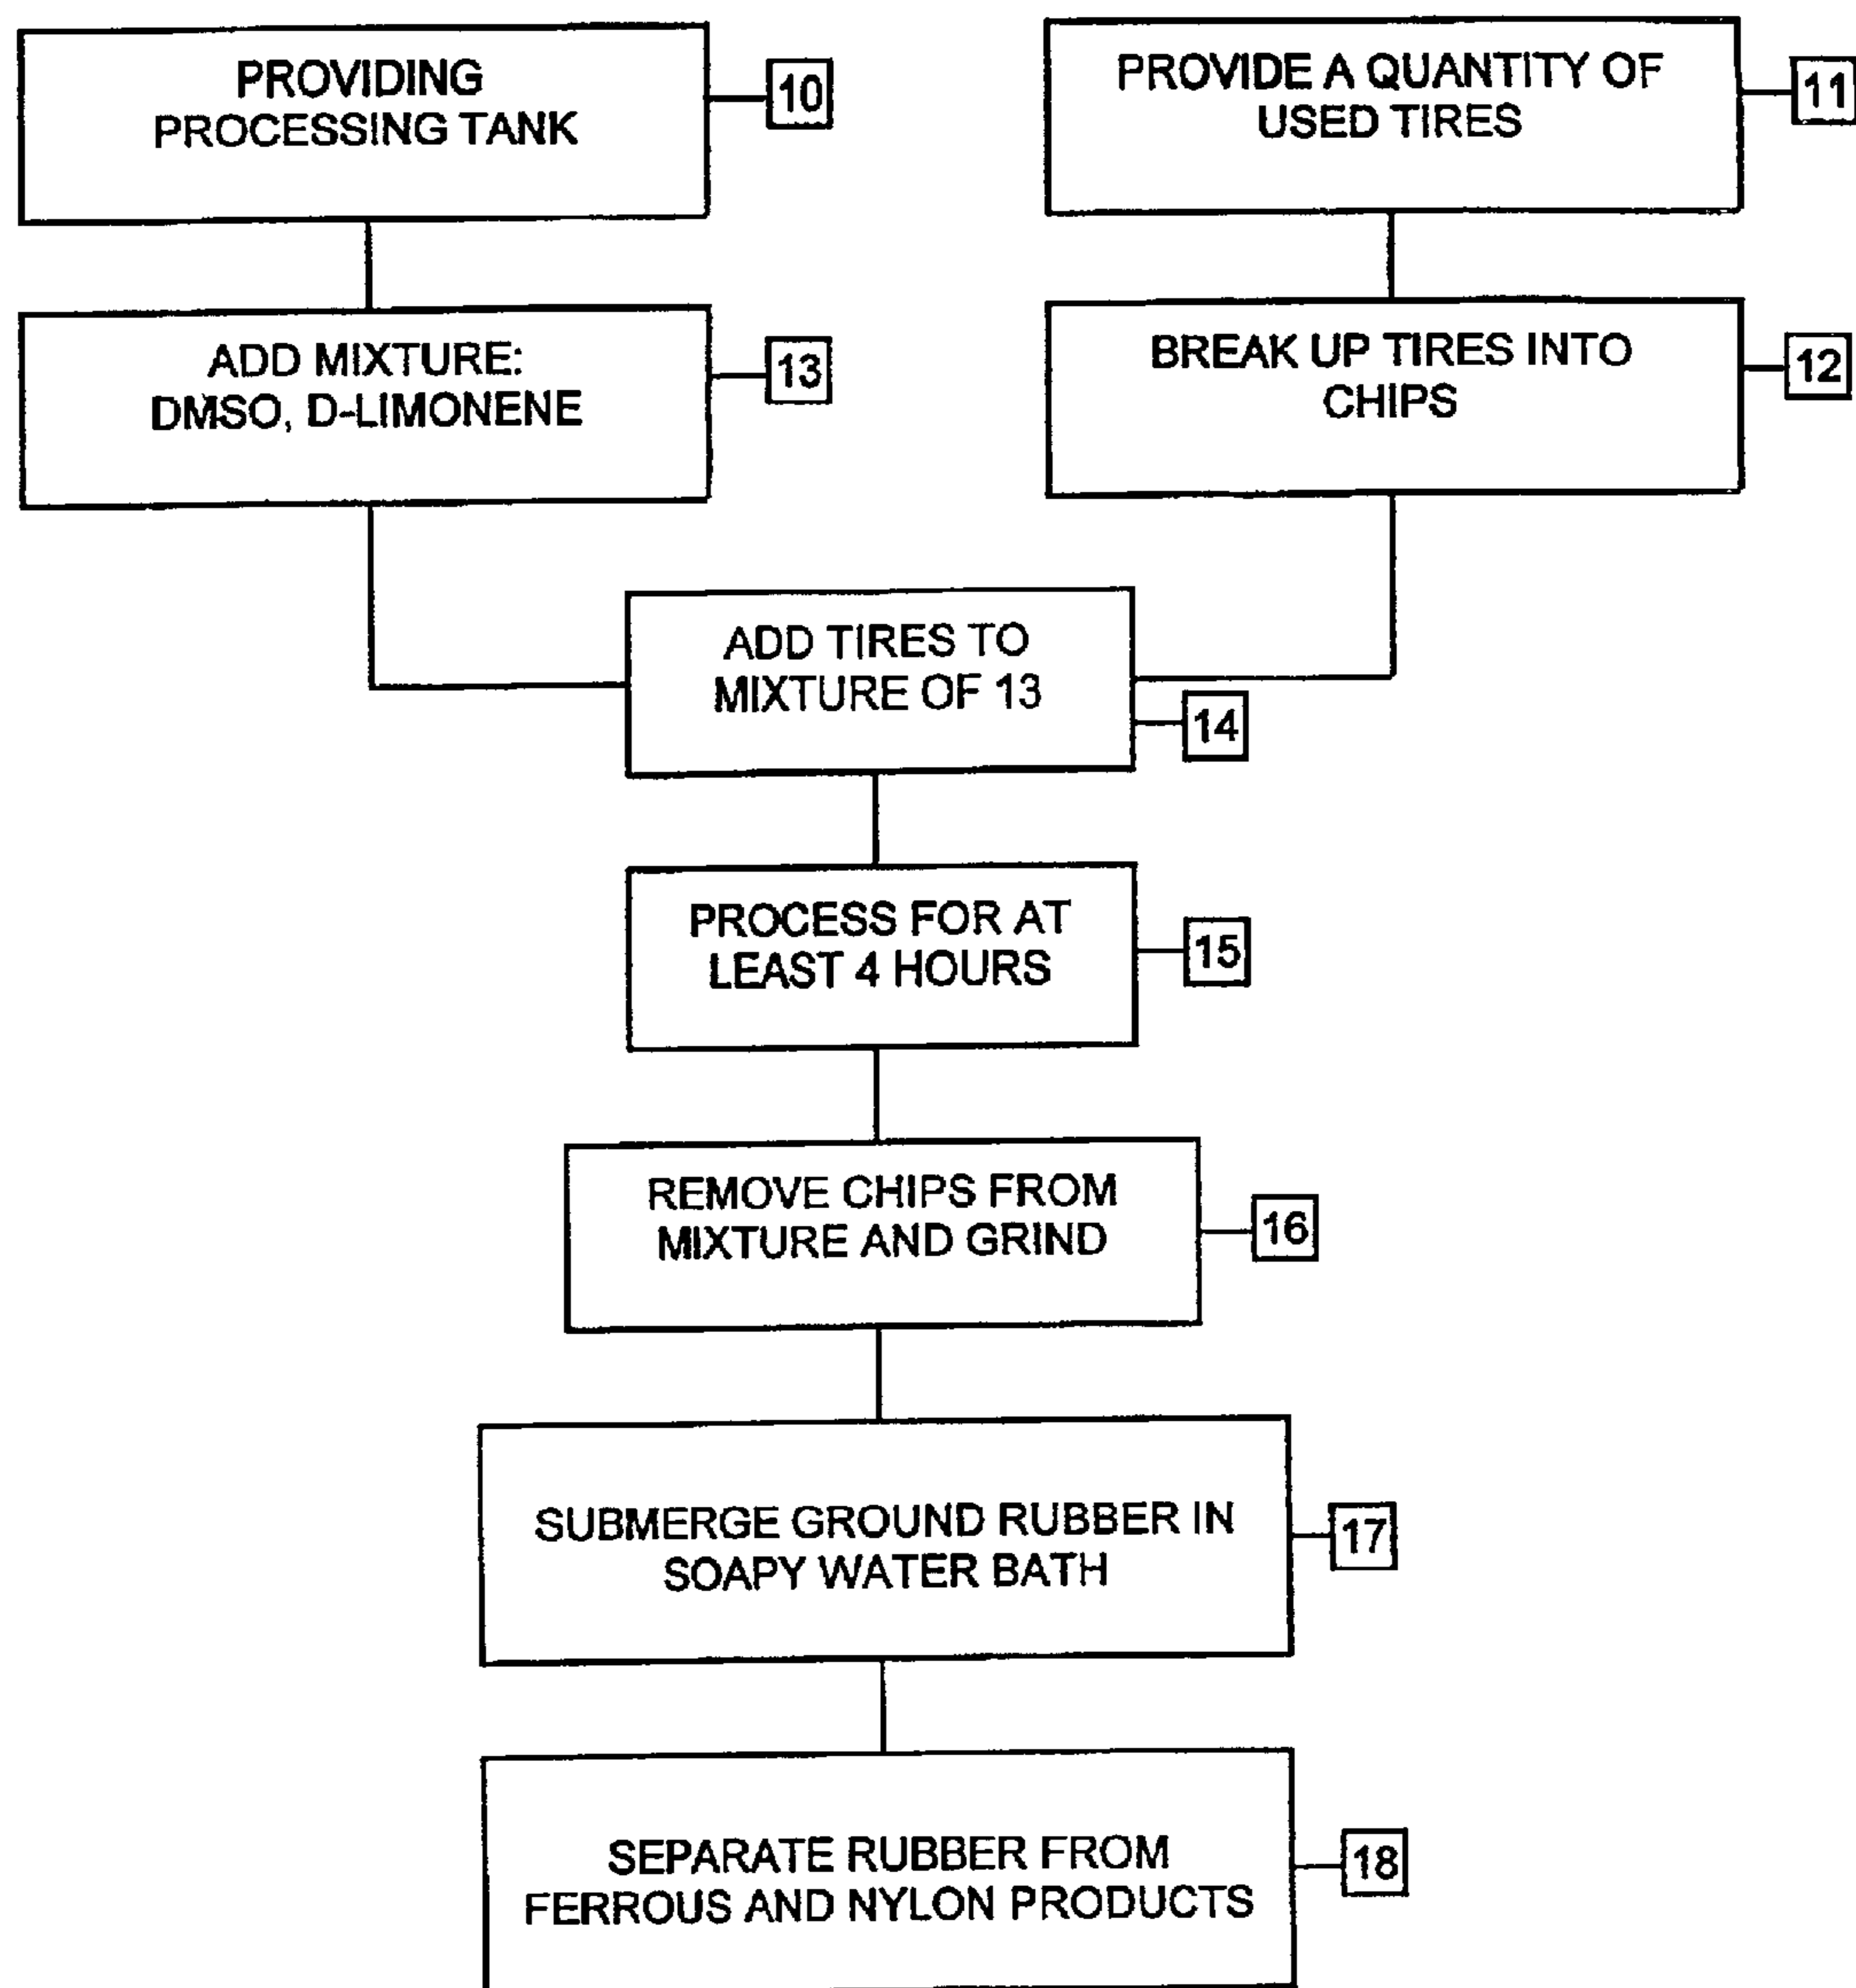 PROVIDING
PROCESSING TANK
10
PROVIDE A QUANTITY OF
USED TIRES
11
ADD MIXTURE:
DMSO, D-LIMONENE
13
BREAK UP TIRES INTO
CHIPS
12
ADD TIRES TO
MIXTURE OF 13
14
PROCESS FOR AT
LEAST 4 HOURS
15
REMOVE CHIPS FROM
MIXTURE AND GRIND
16
SUBMERGE GROUND RUBBER IN
SOAPY WATER BATH
17
SEPARATE RUBBER FROM
FERROUS AND NYLON PRODUCTS
18